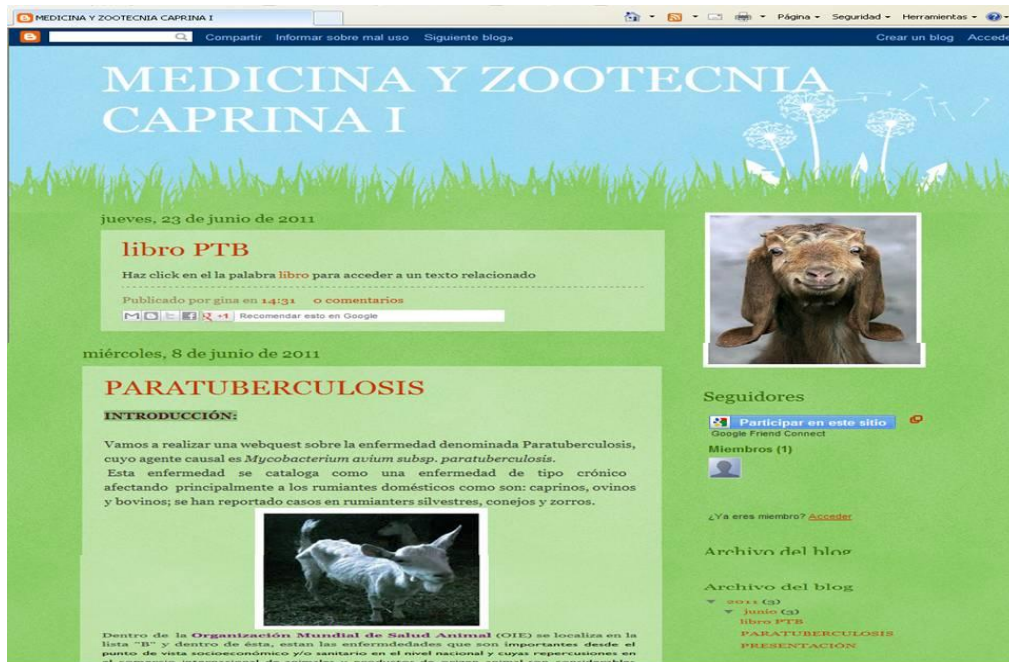 MEDICINA Y ZOOTECNIA CAPRINA I
Página
Seguridad
Herramientas
Compartir Informar sobre mal uso Siguiente blog»
Crear un blog Accede
MEDICINA Y ZOOTECNIA
CAPRINA I
jueves, 23 de junio de 2011
libro PTB
Haz click en el la palabra libro para acceder a un texto relacionado
Publicado por gina en 14:31 0 comentarios
+1 Recomendar esto en Google
miércoles, 8 de junio de 2011
PARATUBERCULOSIS
INTRODUCCIÓN:
Vamos a realizar una webquest sobre la enfermedad denominada Paratuberculosis,
cuyo agente causal es Mycobacterium avium subsp. paratuberculosis.
Esta enfermedad se cataloga como una enfermedad de tipo crónico
afectando principalmente a los rumiantes domésticos como son: caprinos, ovinos
y bovinos; se han reportado casos en rumianters silvestres, conejos y zorros.
Dentro de la Organización Mundial de Salud Animal (OIE) se localiza en la
lista "B" y dentro de ésta, estan las enfermdedades que son importantes desde el
punto de vista socioeconómico y/o sanitario en el nivel nacional y cuyas repercusiones en
Seguidores
Participar en este sitio
Google Friend Connect
Miembros (1)
¿Ya eres miembro? Acceder
Archivo del blog
Archivo del blog
2011 (3)
junio (3)
libro PTB
PARATUBERCULOSIS
PRESENTACIÓN